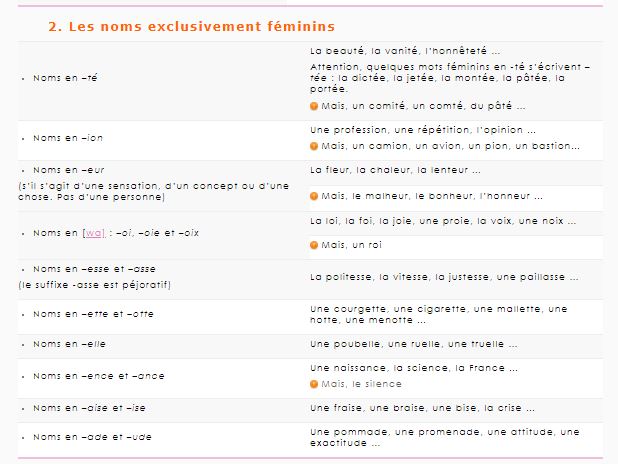 2. Les noms exclusivement féminins
Noms en –té
La beauté, la vanité, l’honnêteté ...
Attention, quelques mots féminins en -té s’écrivent –
tée : la dictée, la jetée, la montée, la pâtée, la
portée.
Mais, un comité, un comté, du pâté ...
Noms en –ion
Une profession, une répétition, l’opinion ...
Mais, un camion, un avion, un pion, un bastion...
Noms en –eur
(s’il s’agit d’une sensation, d’un concept ou d’une
chose. Pas d’une personne)
La fleur, la chaleur, la lenteur ...
Mais, le malheur, le bonheur, l’honneur ...
Noms en [wa] : –oi, –oie et –oix
La loi, la foi, la joie, une proie, la voix, une noix ...
Mais, un roi
Noms en –esse et –asse
(le suffixe -asse est péjoratif)
La politesse, la vitesse, la justesse, une paillasse ...
Noms en –ette et –otte
Une courgette, une cigarette, une mallette, une
hotte, une menotte ...
Noms en –elle
Une poubelle, une ruelle, une truelle ...
Noms en –ence et –ance
Une naissance, la science, la France ...
Mais, le silence
Noms en –aise et –ise
Une fraise, une braise, une bise, la crise ...
Noms en –ade et –ude
Une pommade, une promenade, une attitude, une
exactitude ...